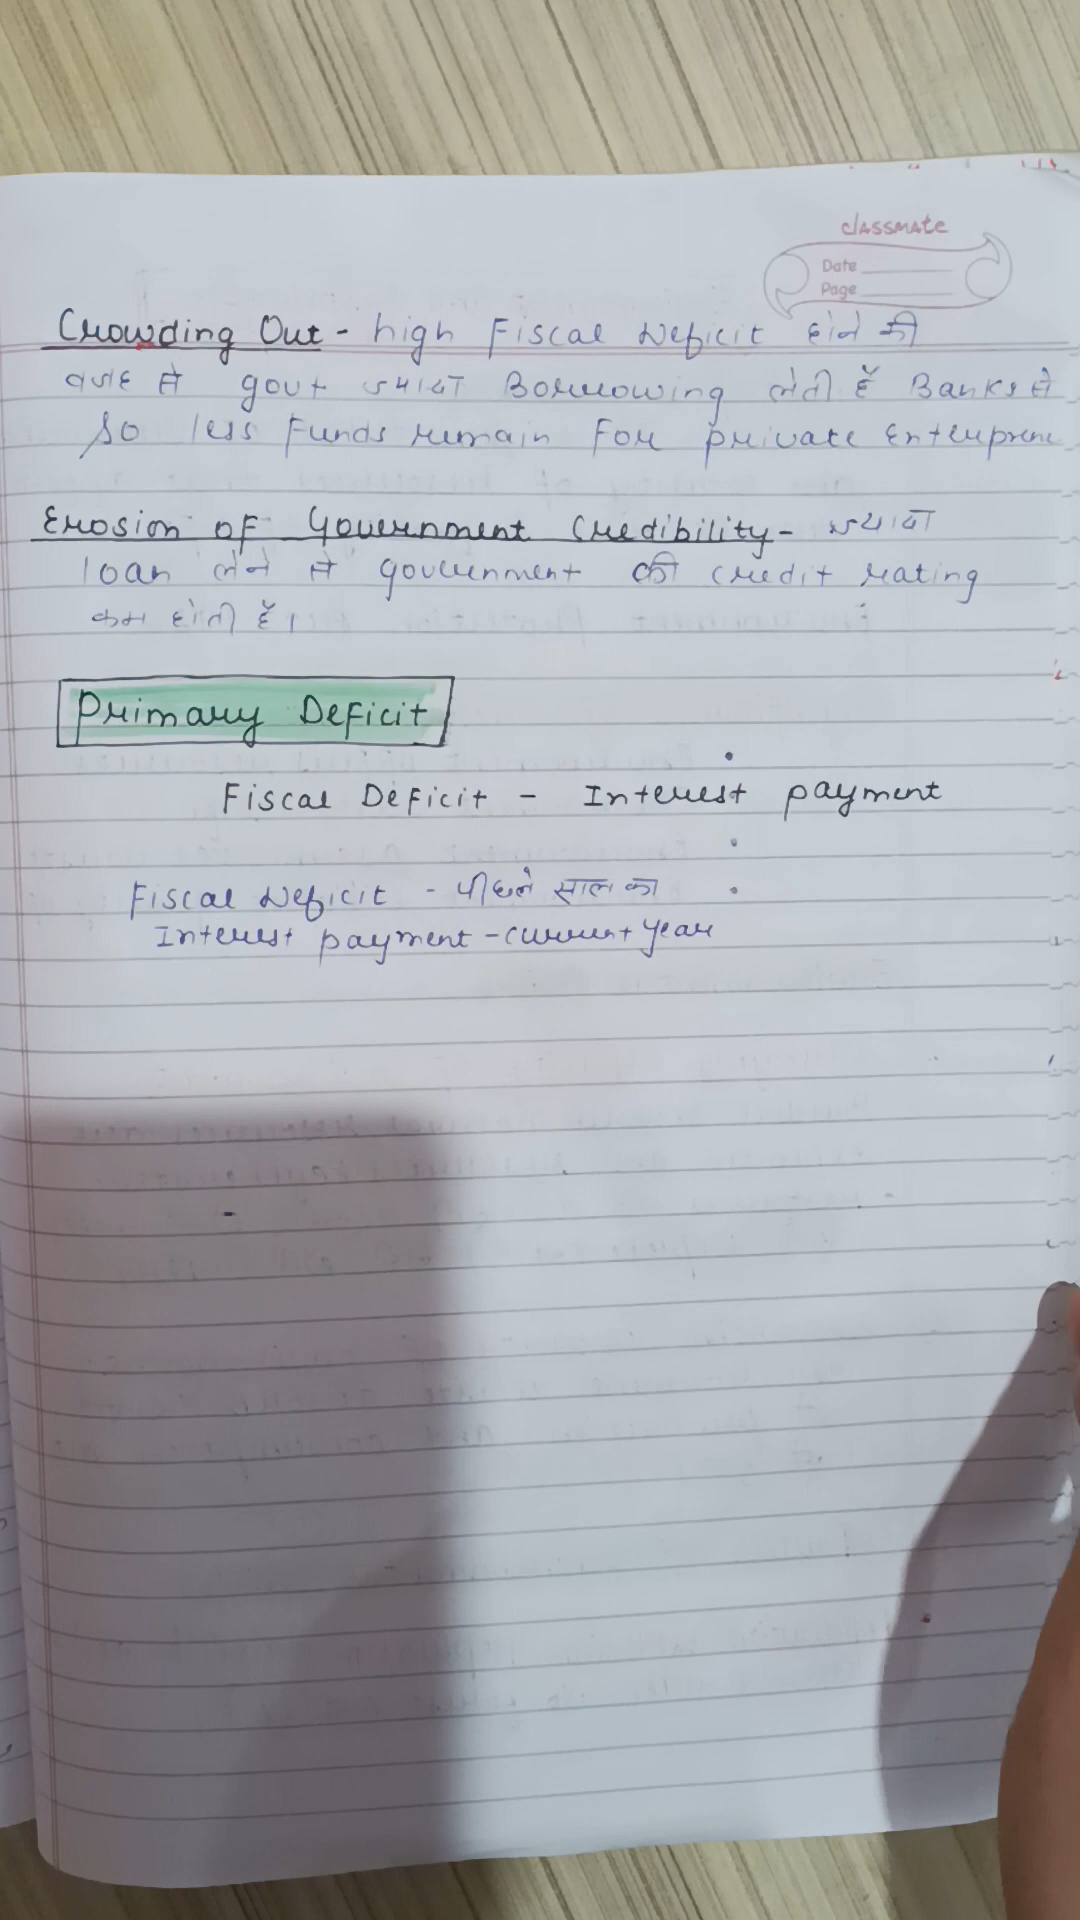 classmate
Date
Page
Crowding Out - high Fiscal Deficit होने की
वजह से govt ज्यादा Borrowing लेती हैं Banks से
So less Funds remain For private Enterprene
Erosion of Government Credibility - ज्यादा
loan लेने से government की credit rating
कम होती हैं।
Primary Deficit
Fiscal Deficit - Interest payment
Fiscal Deficit - पीछले साल का
Interest payment - current year